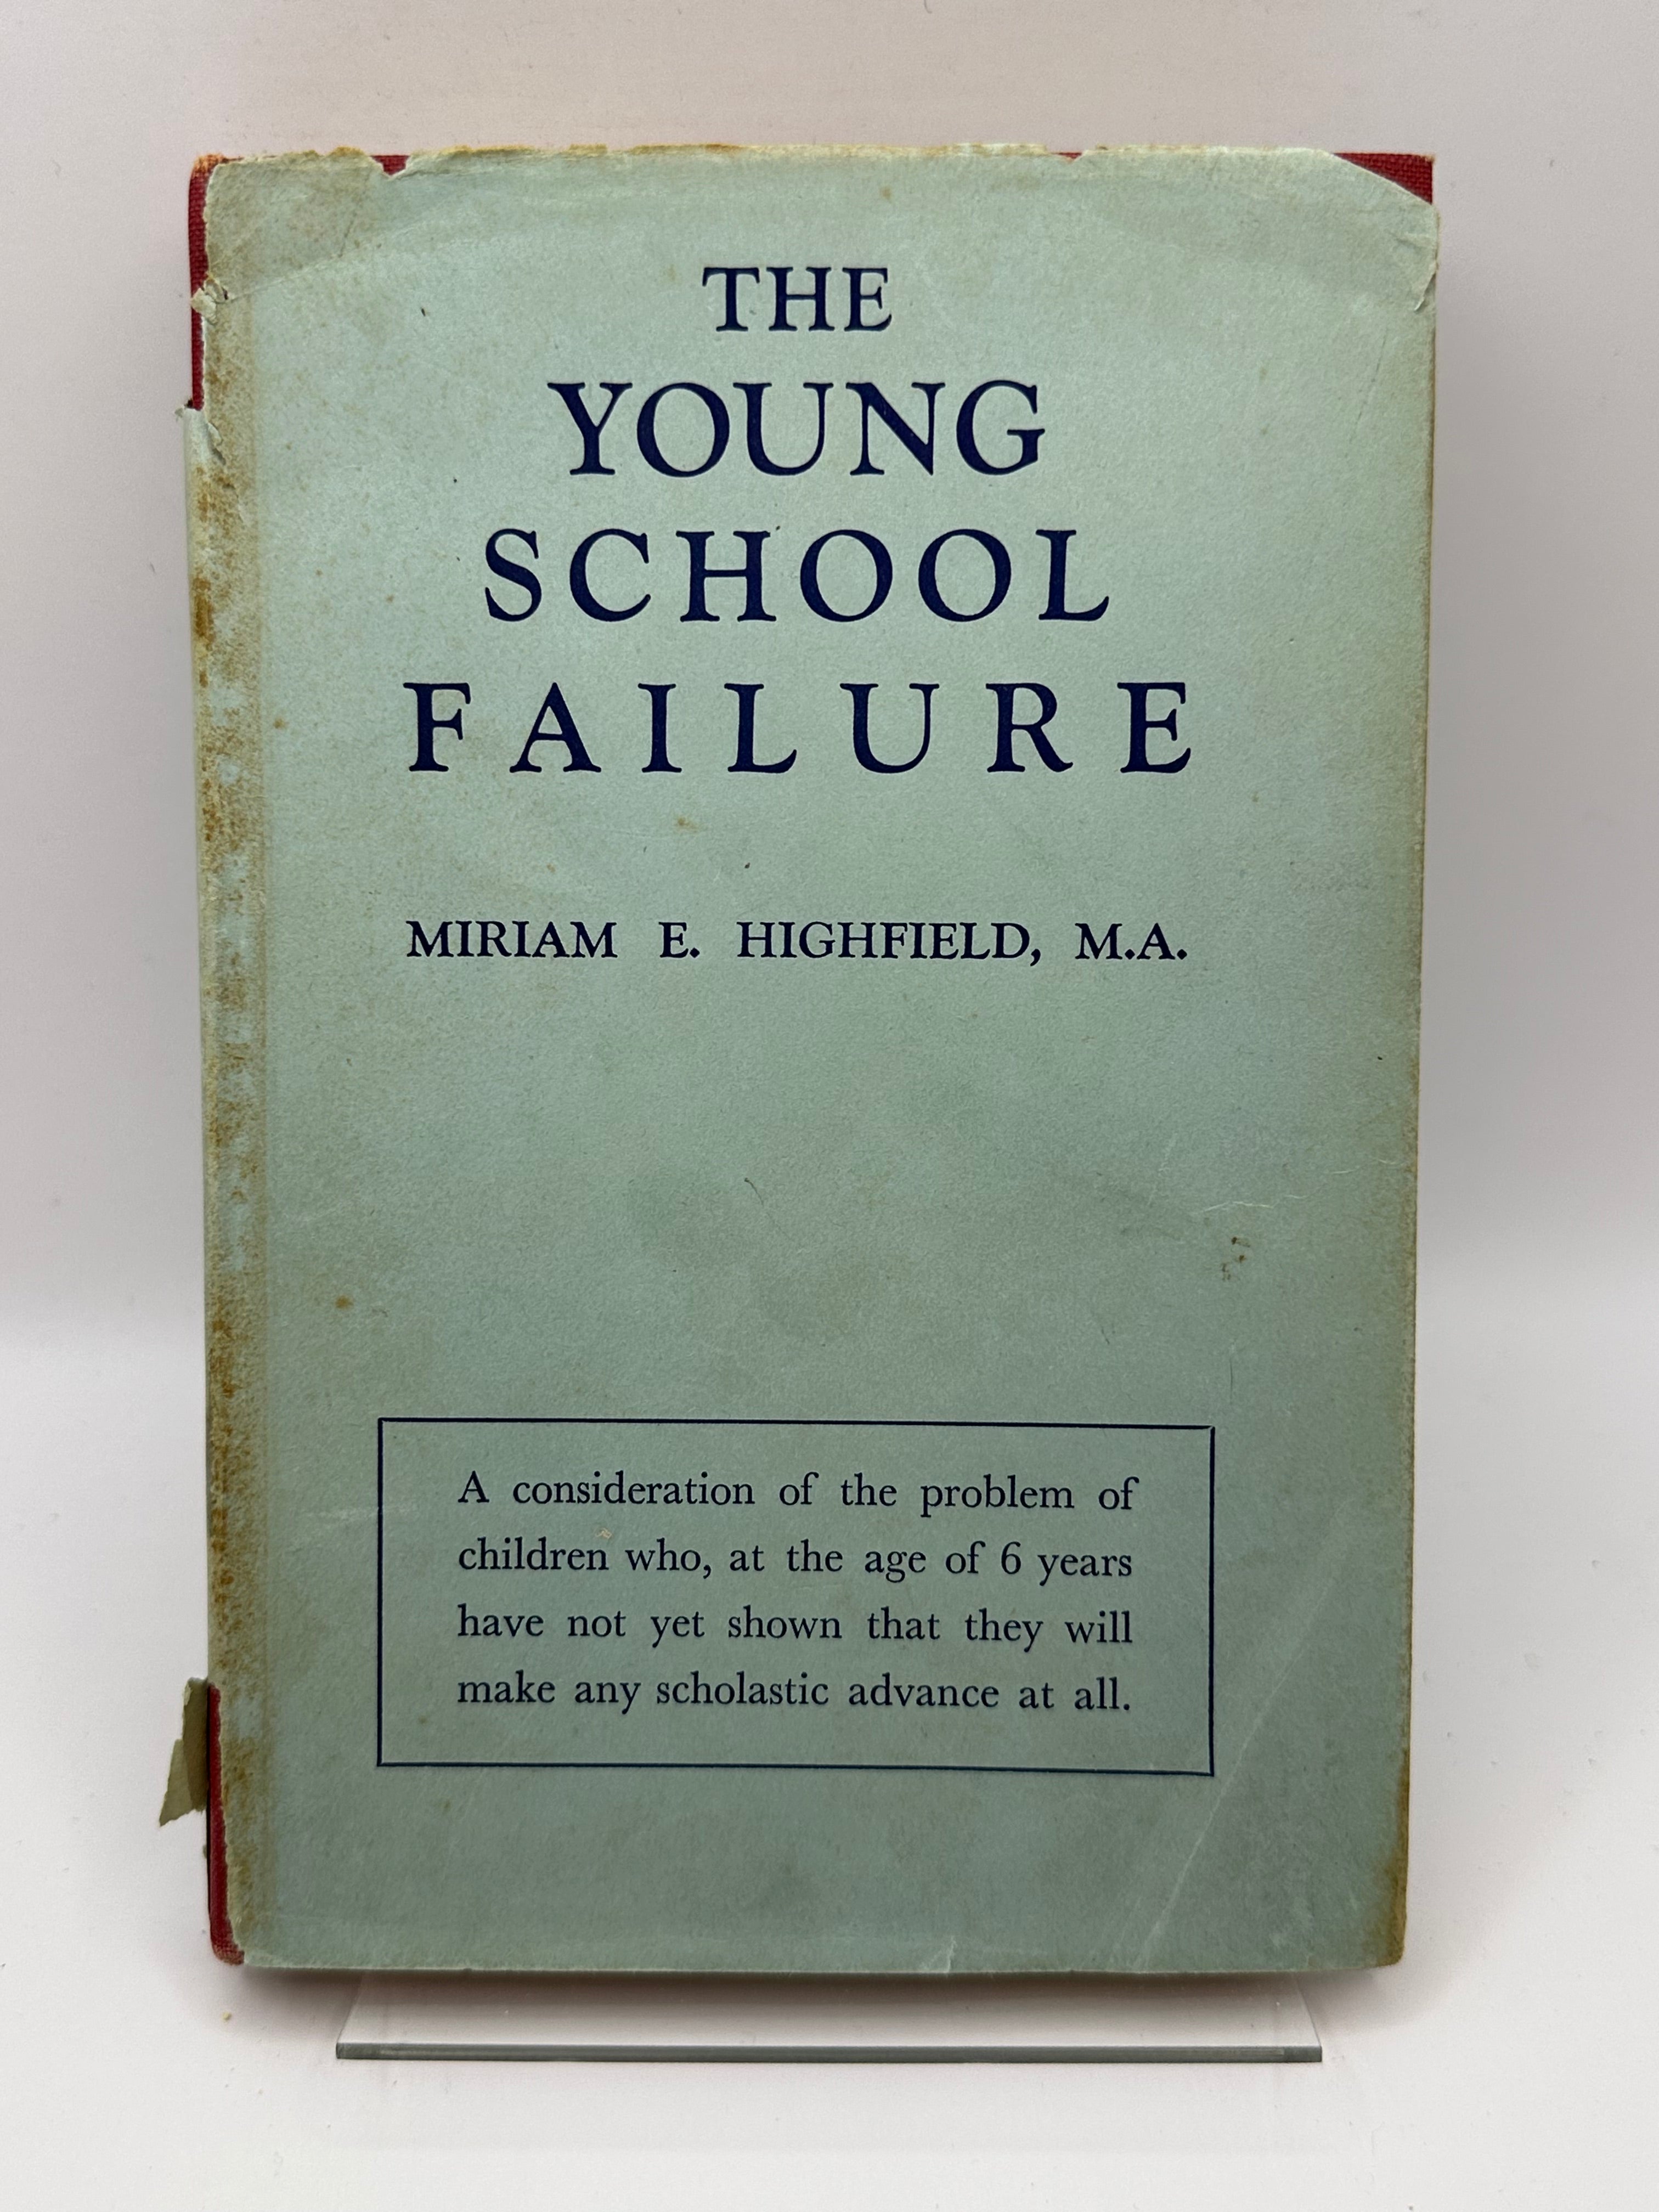 THE
YOUNG
SCHOOL
FAILURE
MIRIAM E. HIGHFIELD, M.A.
A consideration of the problem of
children who, at the age of 6 years
have not yet shown that they will
make any scholastic advance at all.